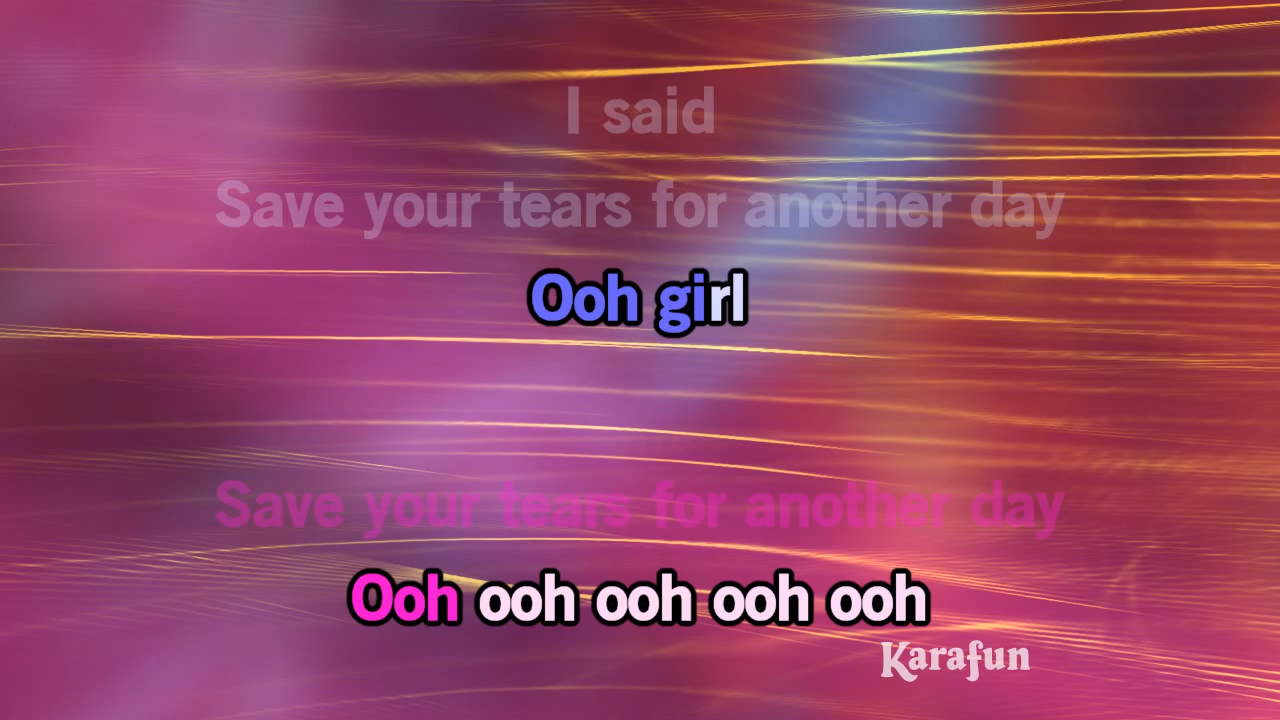 I said
Save your tears for another day
Ooh girl
Save your tears for another day
Ooh ooh ooh ooh ooh
Karafun